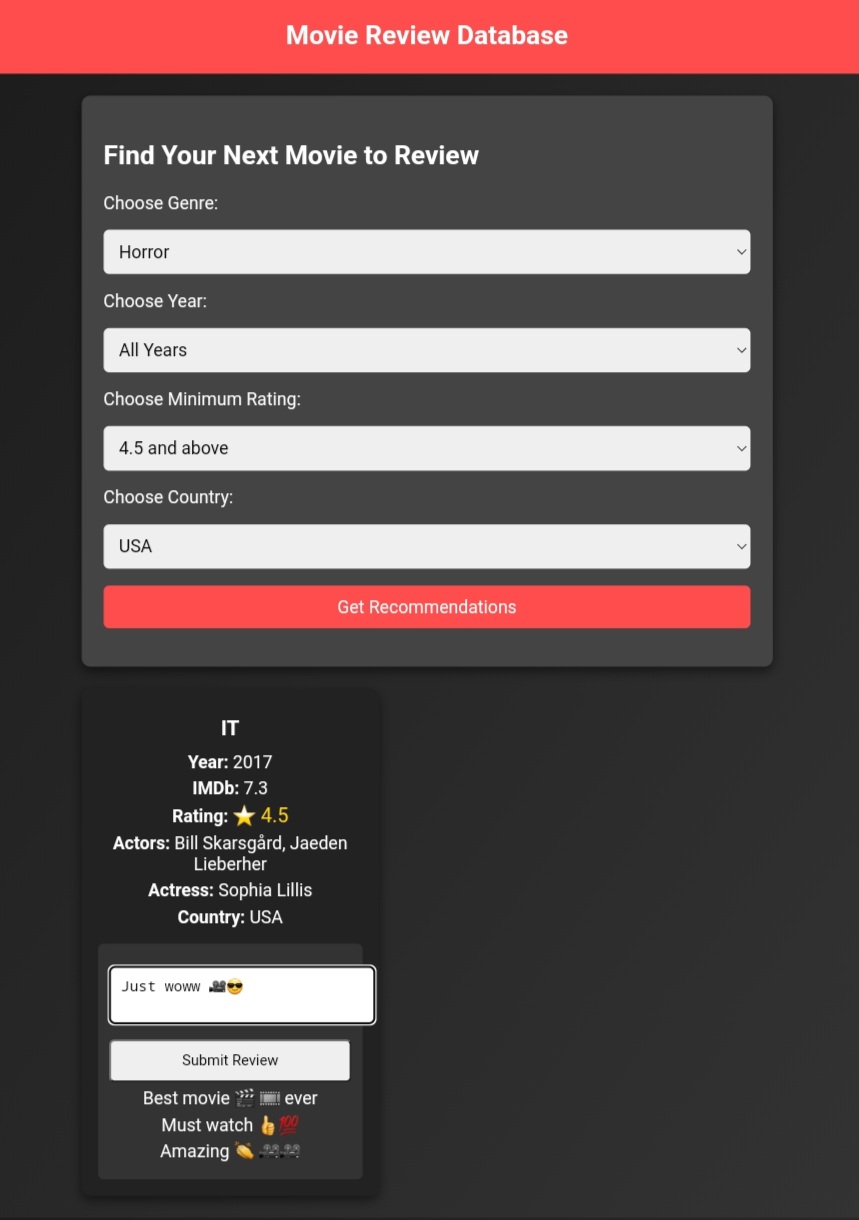 Movie Review Database
Find Your Next Movie to Review
Choose Genre:
Horror
Choose Year:
All Years
Choose Minimum Rating:
4.5 and above
Choose Country:
USA
Get Recommendations
IT
Year: 2017
IMDb: 7.3
Rating: ⭐ 4.5
Actors: Bill Skarsgård, Jaeden
Lieberher
Actress: Sophia Lillis
Country: USA
Just woww 🎥😎
Submit Review
Best movie 🎬 🎞️ ever
Must watch 👍💯
Amazing 👏 🎥🎥